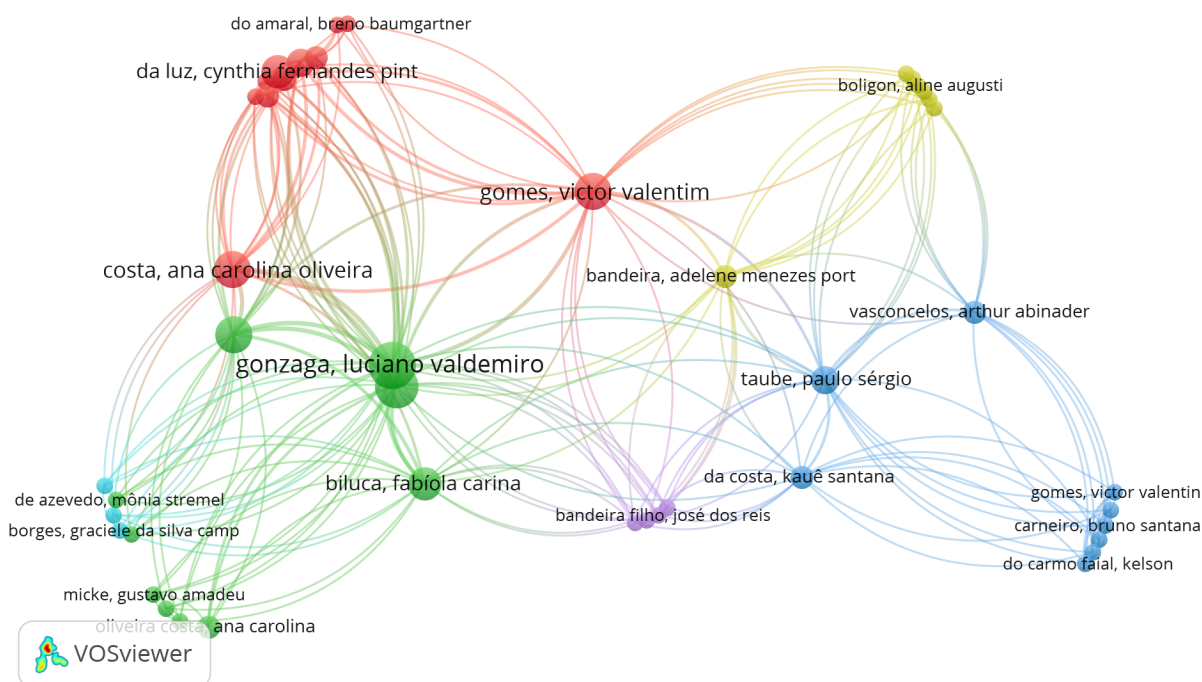 do amaral, breno baumgartner
da luz, cynthia fernandes pint
boligon, aline augusti
gomes, victor valentim
costa, ana carolina oliveira
bandeira, adelene menezes port
vasconcelos, arthur abinader
gonzaga, luciano valdemiro
taube, paulo sérgio
biluca, fabíola carina
da costa, kauê santana
de azevedo, mônia stremel
gomes, victor valentin
bandeira filho, josé dos reis
borges, graciele da silva camp
carneiro, bruno santana
do carmo faial, kelson
micke, gustavo amadeu
oliveira costa, ana carolina
VOSviewer